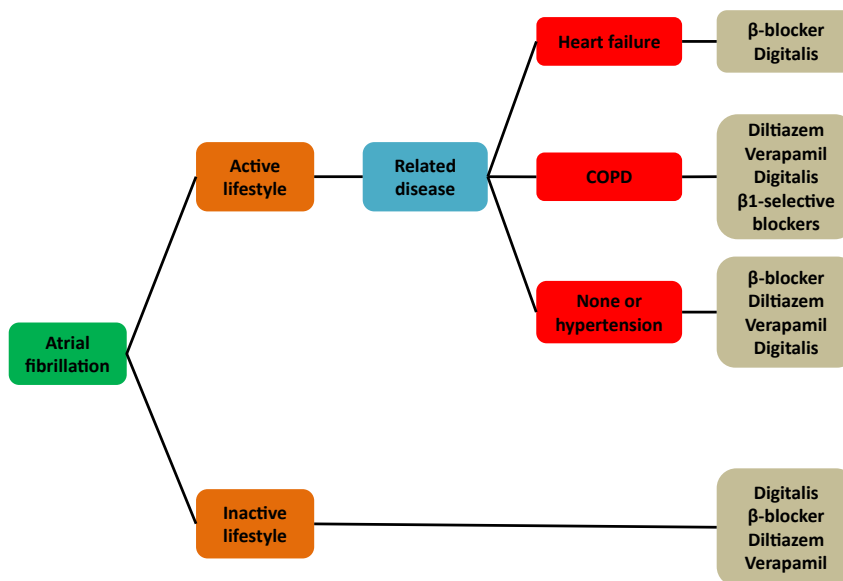 Heart failure
β-blocker
Digitalis
Active
lifestyle
Related
disease
COPD
Diltiazem
Verapamil
Digitalis
β1-selective
blockers
None or
hypertension
β-blocker
Diltiazem
Verapamil
Digitalis
Atrial
fibrillation
Inactive
lifestyle
Digitalis
β-blocker
Diltiazem
Verapamil